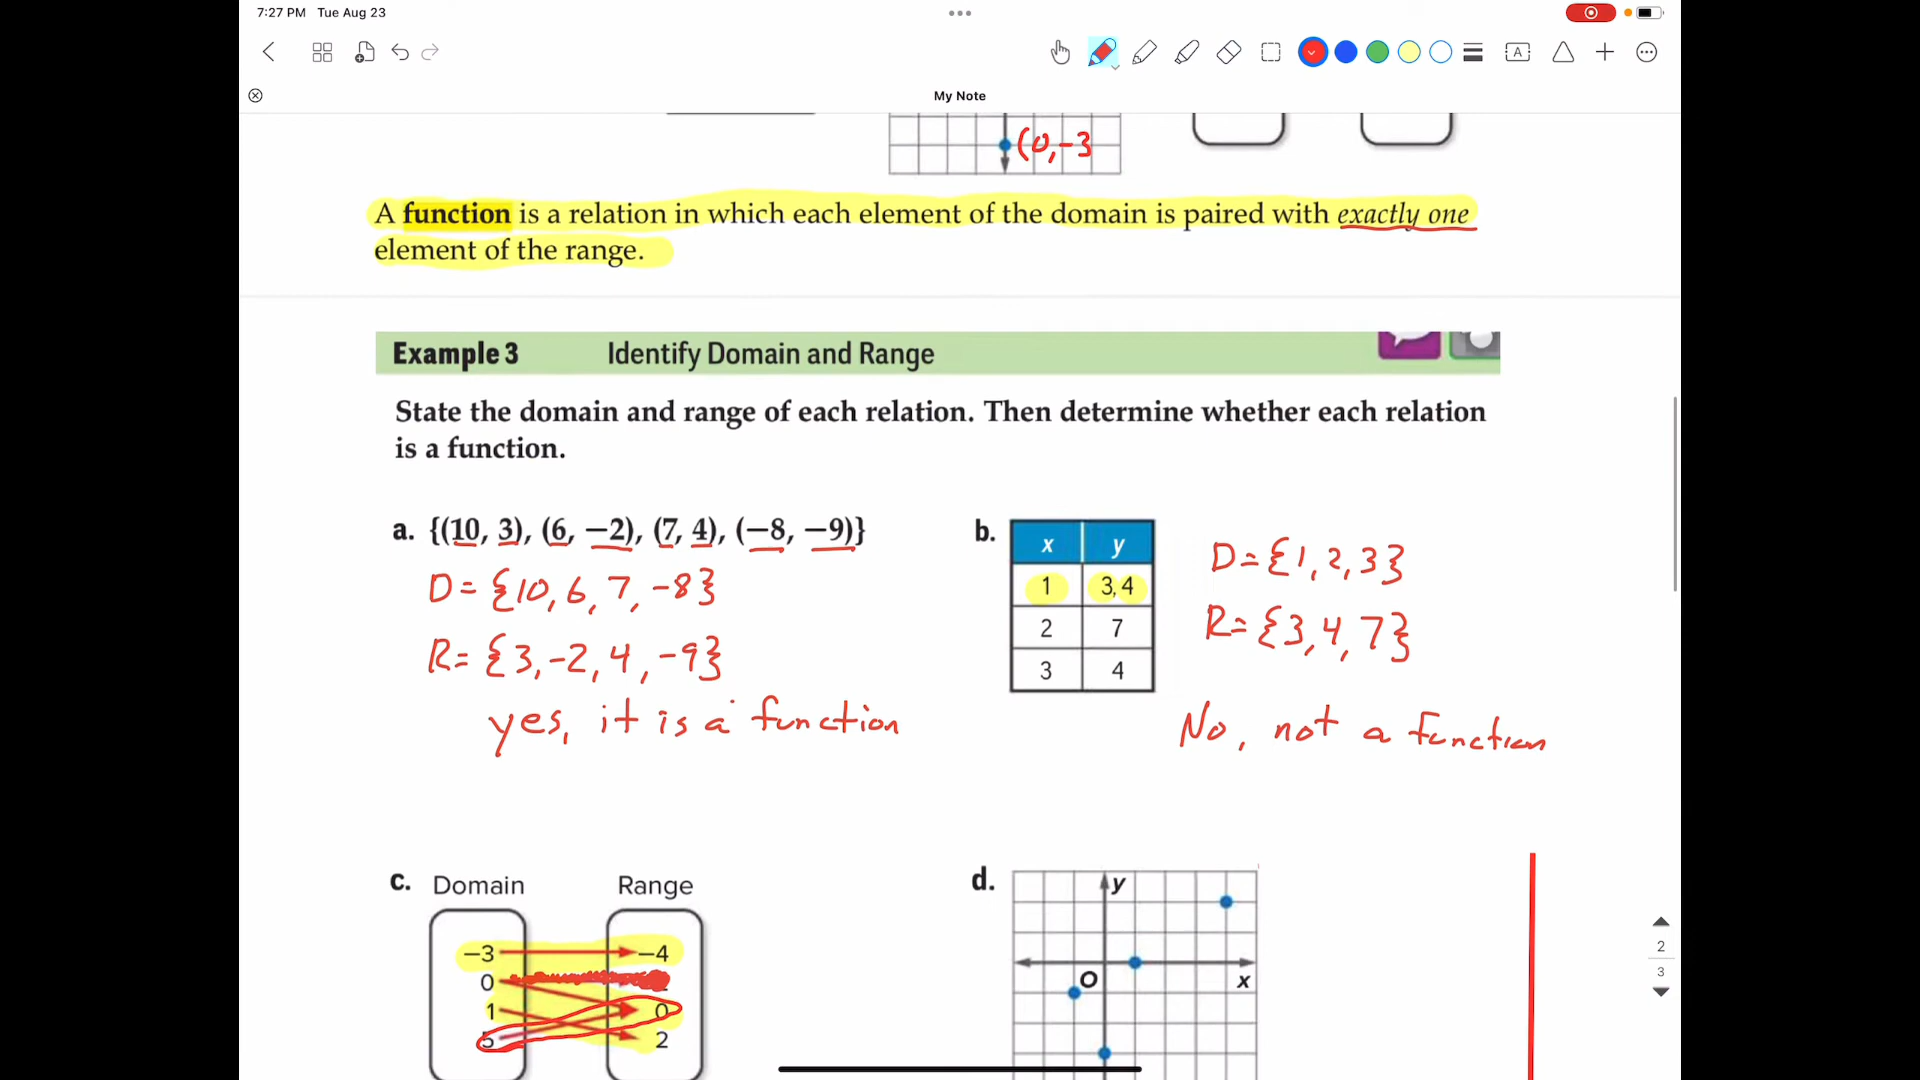 7:27 PM Tue Aug 23
My Note
(0,-3
A function is a relation in which each element of the domain is paired with exactly one
element of the range.
Example 3 Identify Domain and Range
State the domain and range of each relation. Then determine whether each relation
is a function.
a. {(10, 3), (6, −2), (7, 4), (−8, −9)}
D= {10, 6, 7, -8}
R= {3, -2, 4, -9}
yes, it is a function
b.
x y
1 3, 4
2 7
3 4
D= {1, 2, 3}
R= {3, 4, 7}
No, not a function
c. Domain Range
−3 −4
0
1 0
5 2
d.
y
O
x
A
2
3